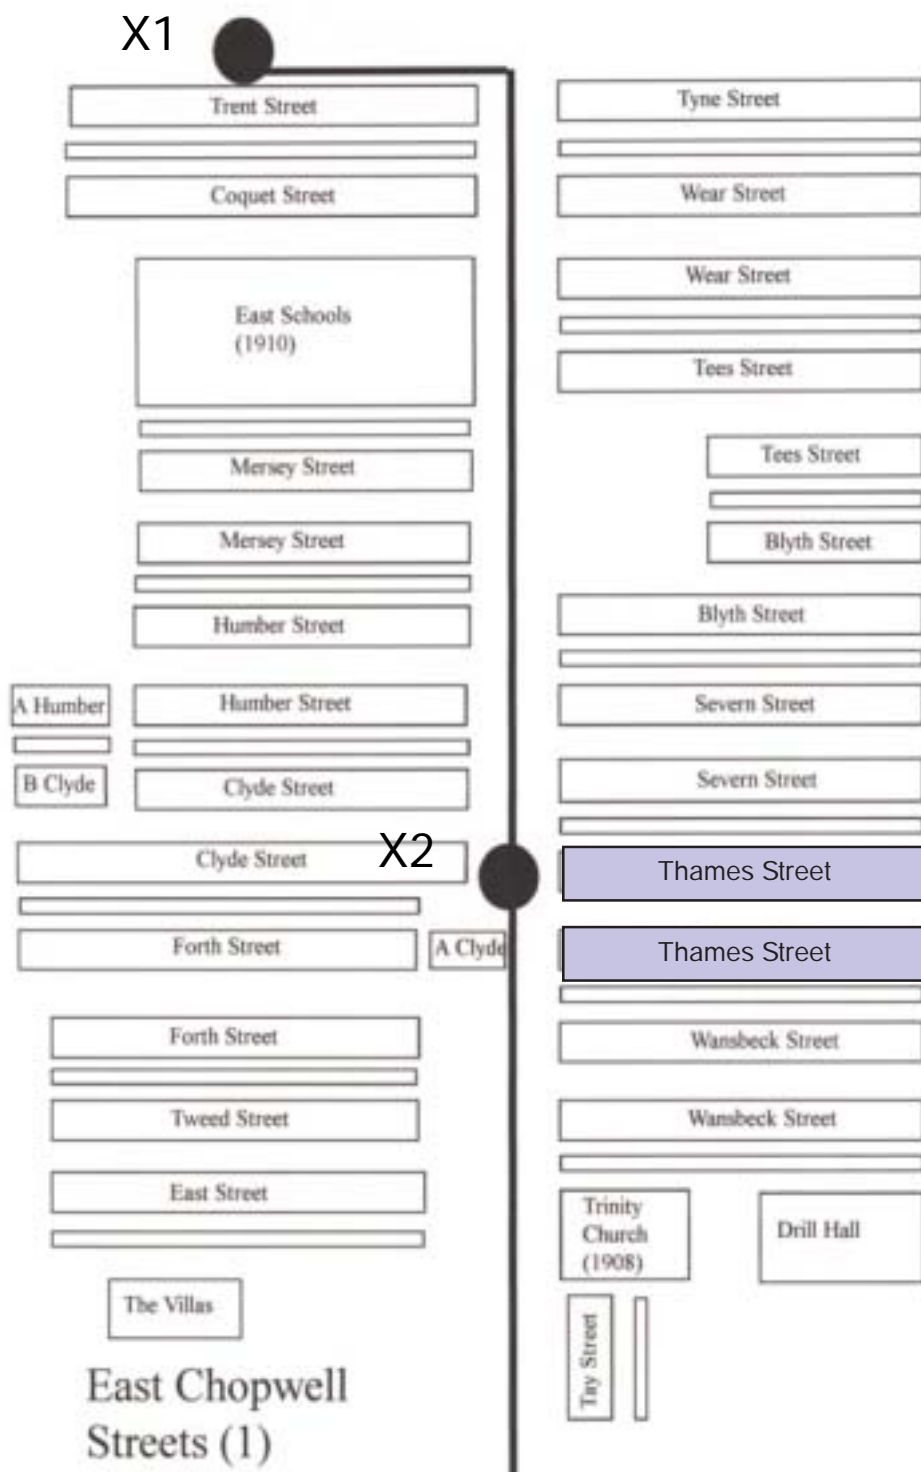 X1
Trent Street
Tyne Street
Coquet Street
Wear Street
East Schools
(1910)
Wear Street
Tees Street
Mersey Street
Tees Street
Mersey Street
Blyth Street
Humber Street
Blyth Street
A Humber
Humber Street
Severn Street
B Clyde
Clyde Street
Severn Street
Clyde Street
X2
Thames Street
Forth Street
A Clyde
Thames Street
Forth Street
Wansbeck Street
Tweed Street
Wansbeck Street
East Street
Trinity
Church
(1908)
Drill Hall
The Villas
Tay Street
East Chopwell
Streets (1)